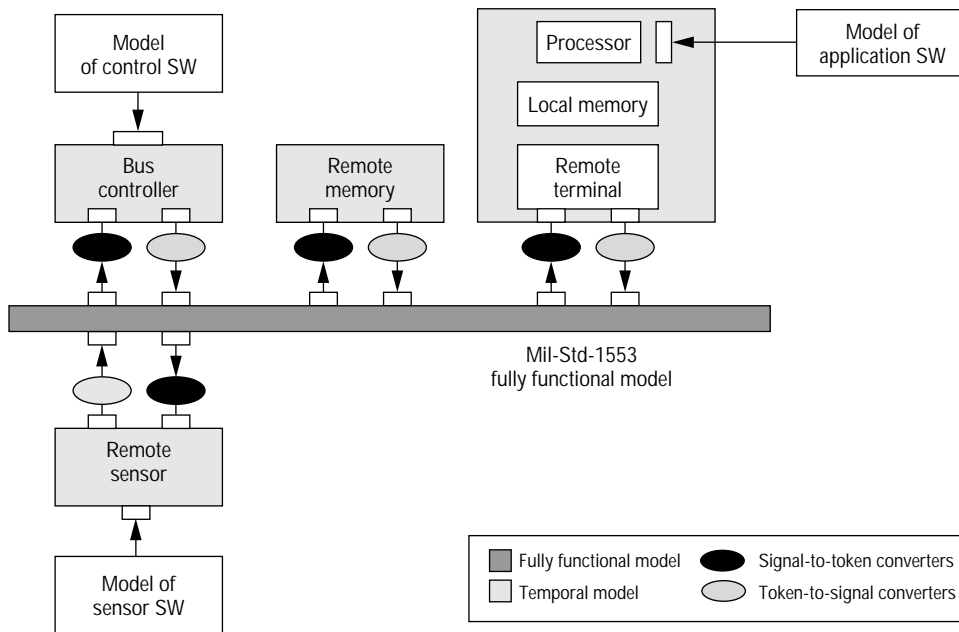 Model
of control SW
Processor
Model of
application SW
Local memory
Bus
controller
Remote
memory
Remote
terminal
Mil-Std-1553
fully functional model
Remote
sensor
Model of
sensor SW
Fully functional model
Signal-to-token converters
Temporal model
Token-to-signal converters